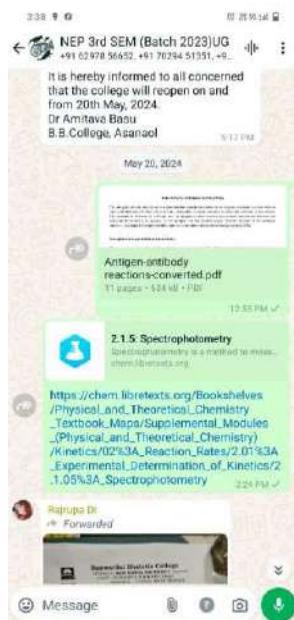 2:38
NEP 3rd SEM (Batch 2023)UG
+91 62978 56652, +91 70294 51351, +9...
It is hereby informed to all concerned
that the college will reopen on and
from 20th May, 2024.
Dr Amitava Basu
B.B.College, Asanaol
5:12 PM
May 20, 2024
Antigen-antibody
reactions-converted.pdf
11 pages • 534 kB • PDF
12:55 PM
2.1.5: Spectrophotometry
Spectrophotometry is a method to meas...
chem.libretexts.org
https://chem.libretexts.org/Bookshelves
/Physical_and_Theoretical_Chemistry
_Textbook_Maps/Supplemental_Modules
_(Physical_and_Theoretical_Chemistry)
/Kinetics/02%3A_Reaction_Rates/2.01%3A
_Experimental_Determination_of_Kinetics/2
.1.05%3A_Spectrophotometry
2:24 PM
Rajrupa Di
Forwarded
College
Message